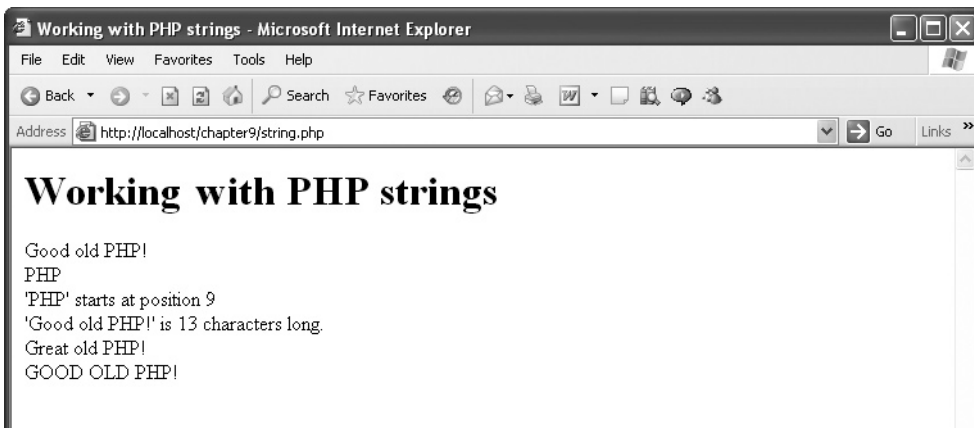 Working with PHP strings - Microsoft Internet Explorer
File Edit View Favorites Tools Help
Back Search Favorites
Address http://localhost/chapter9/string.php Go Links »
Working with PHP strings
Good old PHP!
PHP
'PHP' starts at position 9
'Good old PHP!' is 13 characters long.
Great old PHP!
GOOD OLD PHP!